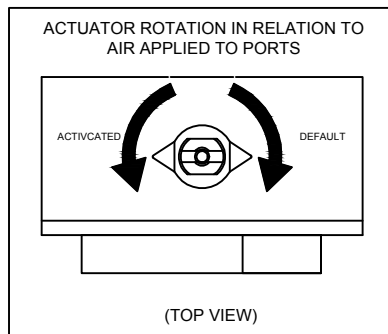 ACTUATOR ROTATION IN RELATION TO
AIR APPLIED TO PORTS
ACTIVCATED
DEFAULT
(TOP VIEW)